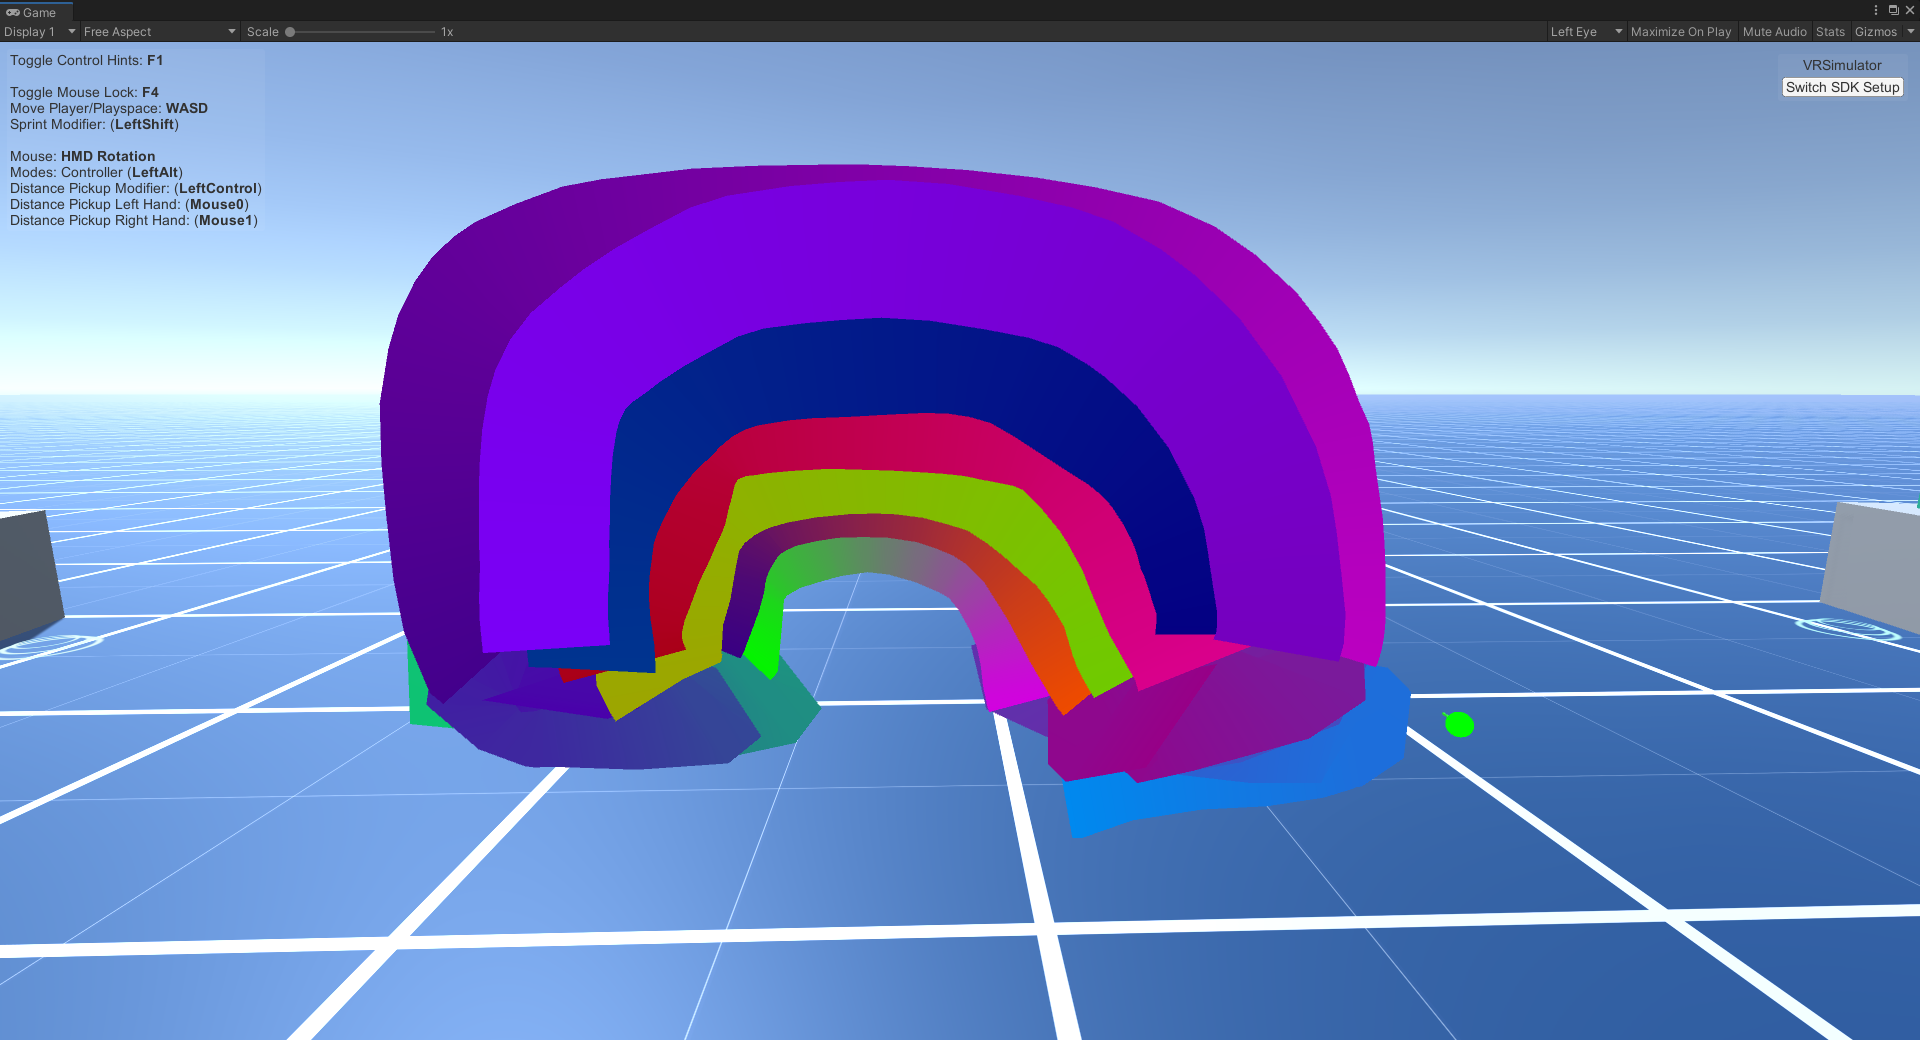 Game
Display 1 Free Aspect Scale 1x Left Eye Maximize On Play Mute Audio Stats Gizmos
Toggle Control Hints: F1
Toggle Mouse Lock: F4
Move Player/Playspace: WASD
Sprint Modifier: (LeftShift)
Mouse: HMD Rotation
Modes: Controller (LeftAlt)
Distance Pickup Modifier: (LeftControl)
Distance Pickup Left Hand: (Mouse0)
Distance Pickup Right Hand: (Mouse1)
VRSimulator
Switch SDK Setup